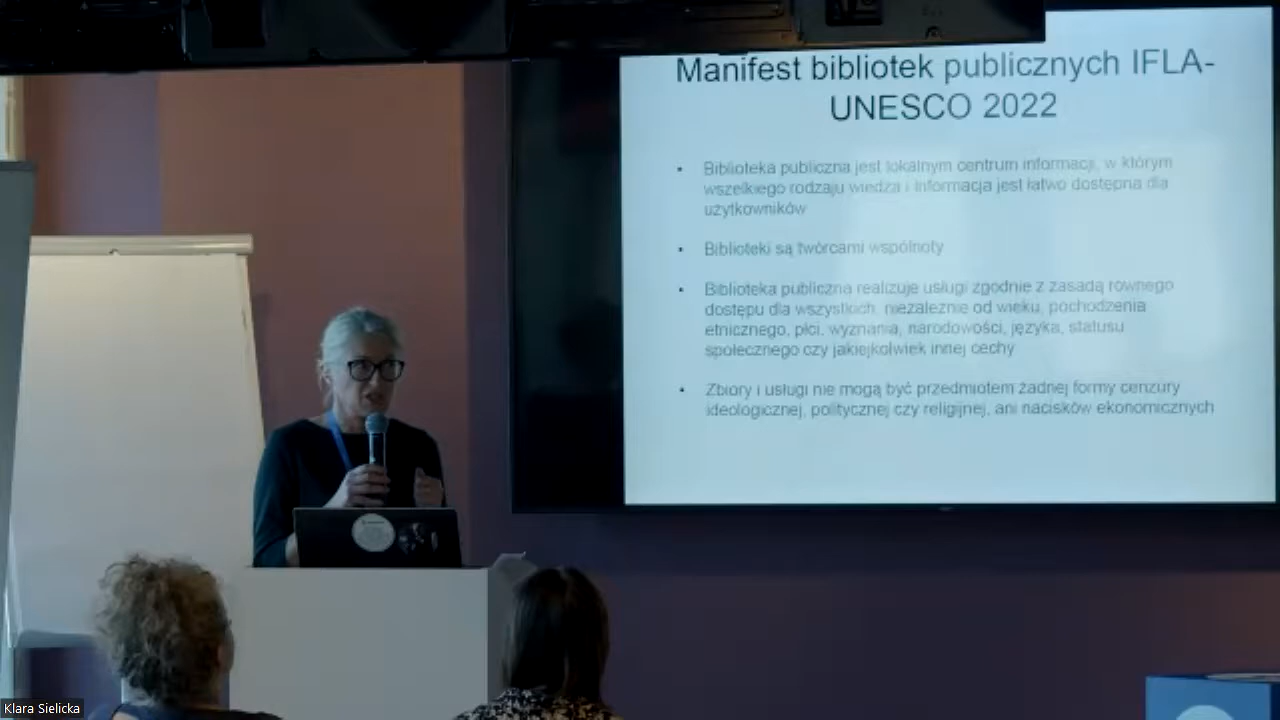 Manifest bibliotek publicznych IFLA-
UNESCO 2022
• Biblioteka publiczna jest lokalnym centrum informacji, w którym
wszelkiego rodzaju wiedza i informacja jest łatwo dostępna dla
użytkowników
• Biblioteki są twórcami wspólnoty
• Biblioteka publiczna realizuje usługi zgodnie z zasadą równego
dostępu dla wszystkich, niezależnie od wieku, pochodzenia
etnicznego, płci, wyznania, narodowości, języka, statusu
społecznego czy jakiejkolwiek innej cechy
• Zbiory i usługi nie mogą być przedmiotem żadnej formy cenzury
ideologicznej, politycznej czy religijnej, ani nacisków ekonomicznych
Klara Sielicka